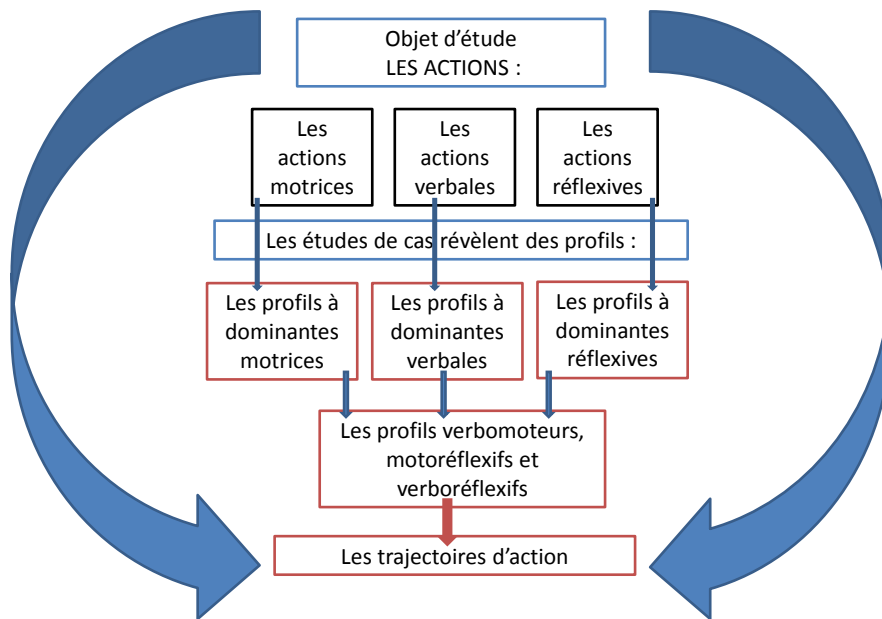 Objet d'étude
LES ACTIONS :
Les
actions
motrices
Les
actions
verbales
Les
actions
réflexives
Les études de cas révèlent des profils :
Les profils à
dominantes
motrices
Les profils à
dominantes
verbales
Les profils à
dominantes
réflexives
Les profils verbomoteurs,
motoréflexifs et
verboréflexifs
Les trajectoires d'action